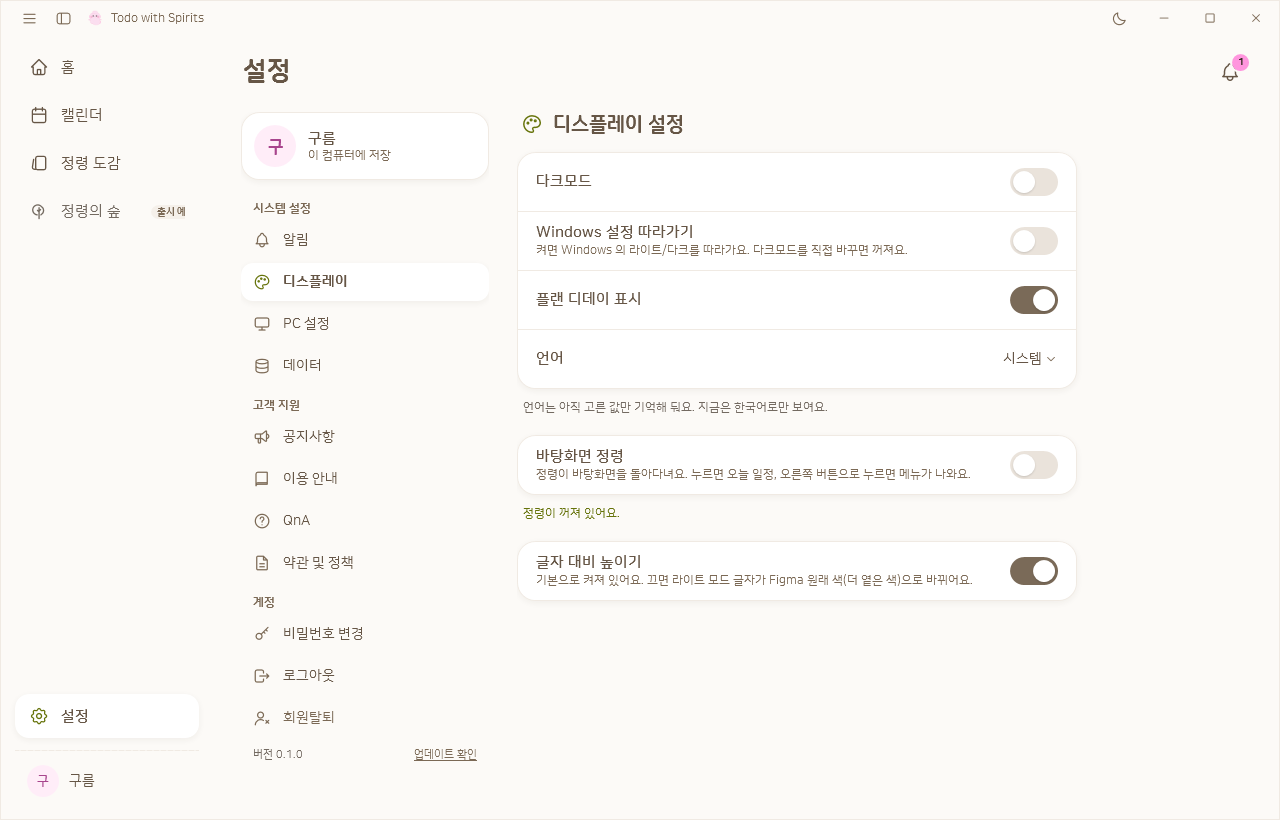 Todo with Spirits
홈
캘린더
정령 도감
정령의 숲
출시 예
설정
구
구름
설정
1
구
구름
이 컴퓨터에 저장
시스템 설정
알림
디스플레이
PC 설정
데이터
고객 지원
공지사항
이용 안내
QnA
약관 및 정책
계정
비밀번호 변경
로그아웃
회원탈퇴
버전 0.1.0
업데이트 확인
디스플레이 설정
다크모드
Windows 설정 따라가기
켜면 Windows 의 라이트/다크를 따라가요. 다크모드를 직접 바꾸면 꺼져요.
플랜 디데이 표시
언어
시스템
언어는 아직 고른 값만 기억해 둬요. 지금은 한국어로만 보여요.
바탕화면 정령
정령이 바탕화면을 돌아다녀요. 누르면 오늘 일정, 오른쪽 버튼으로 누르면 메뉴가 나와요.
정령이 꺼져 있어요.
글자 대비 높이기
기본으로 켜져 있어요. 끄면 라이트 모드 글자가 Figma 원래 색(더 옅은 색)으로 바뀌어요.